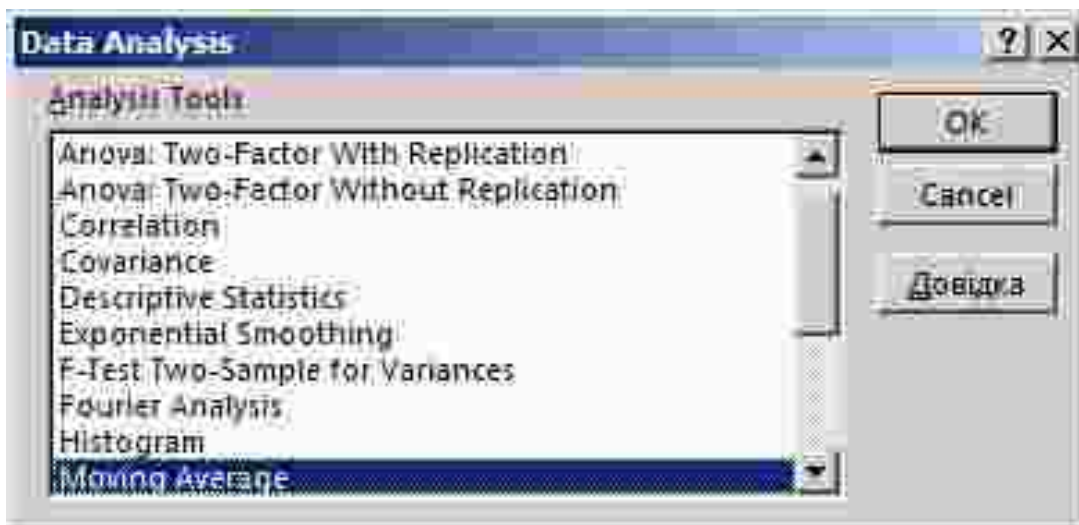 Data Analysis
Analysis Tools
Anova: Two-Factor With Replication
Anova: Two-Factor Without Replication
Correlation
Covariance
Descriptive Statistics
Exponential Smoothing
F-Test Two-Sample for Variances
Fourier Analysis
Histogram
Moving Average
OK
Cancel
Довідка